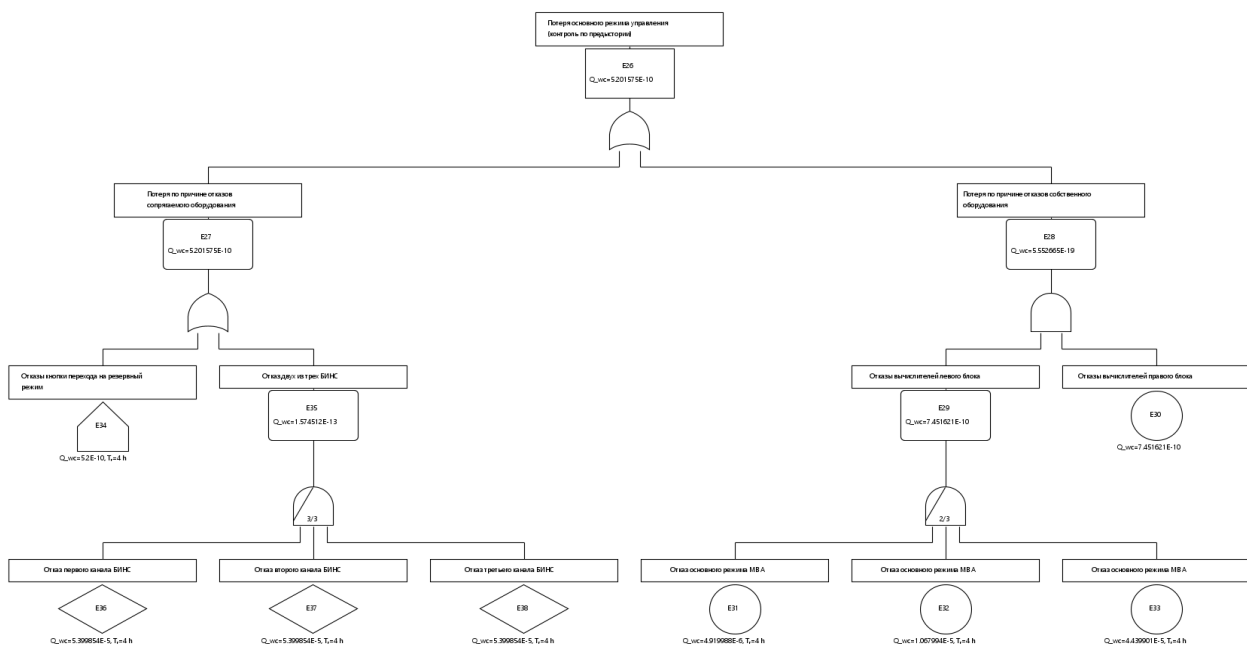 Потеря основного режима управления
(контроль по предыстории)
E26
Q_wc=5.201575E-10
Потеря по причине отказов
сопрягаемого оборудования
E27
Q_wc=5.201575E-10
Потеря по причине отказов собственного
оборудования
E28
Q_wc=5.552665E-19
Отказы кнопки перехода на резервный
режим
E34
Q_wc=5.2E-10, Tₑ=4 h
Отказ двух из трех БИНС
E35
Q_wc=1.574512E-13
Отказы вычислителей левого блока
E29
Q_wc=7.451621E-10
Отказы вычислителей правого блока
E30
Q_wc=7.451621E-10
3/3
2/3
Отказ первого канала БИНС
E36
Q_wc=5.399854E-5, Tₑ=4 h
Отказ второго канала БИНС
E37
Q_wc=5.399854E-5, Tₑ=4 h
Отказ третьего канала БИНС
E38
Q_wc=5.399854E-5, Tₑ=4 h
Отказ основного режима МВА
E31
Q_wc=4.919988E-6, Tₑ=4 h
Отказ основного режима МВА
E32
Q_wc=1.067994E-5, Tₑ=4 h
Отказ основного режима МВА
E33
Q_wc=4.439901E-5, Tₑ=4 h